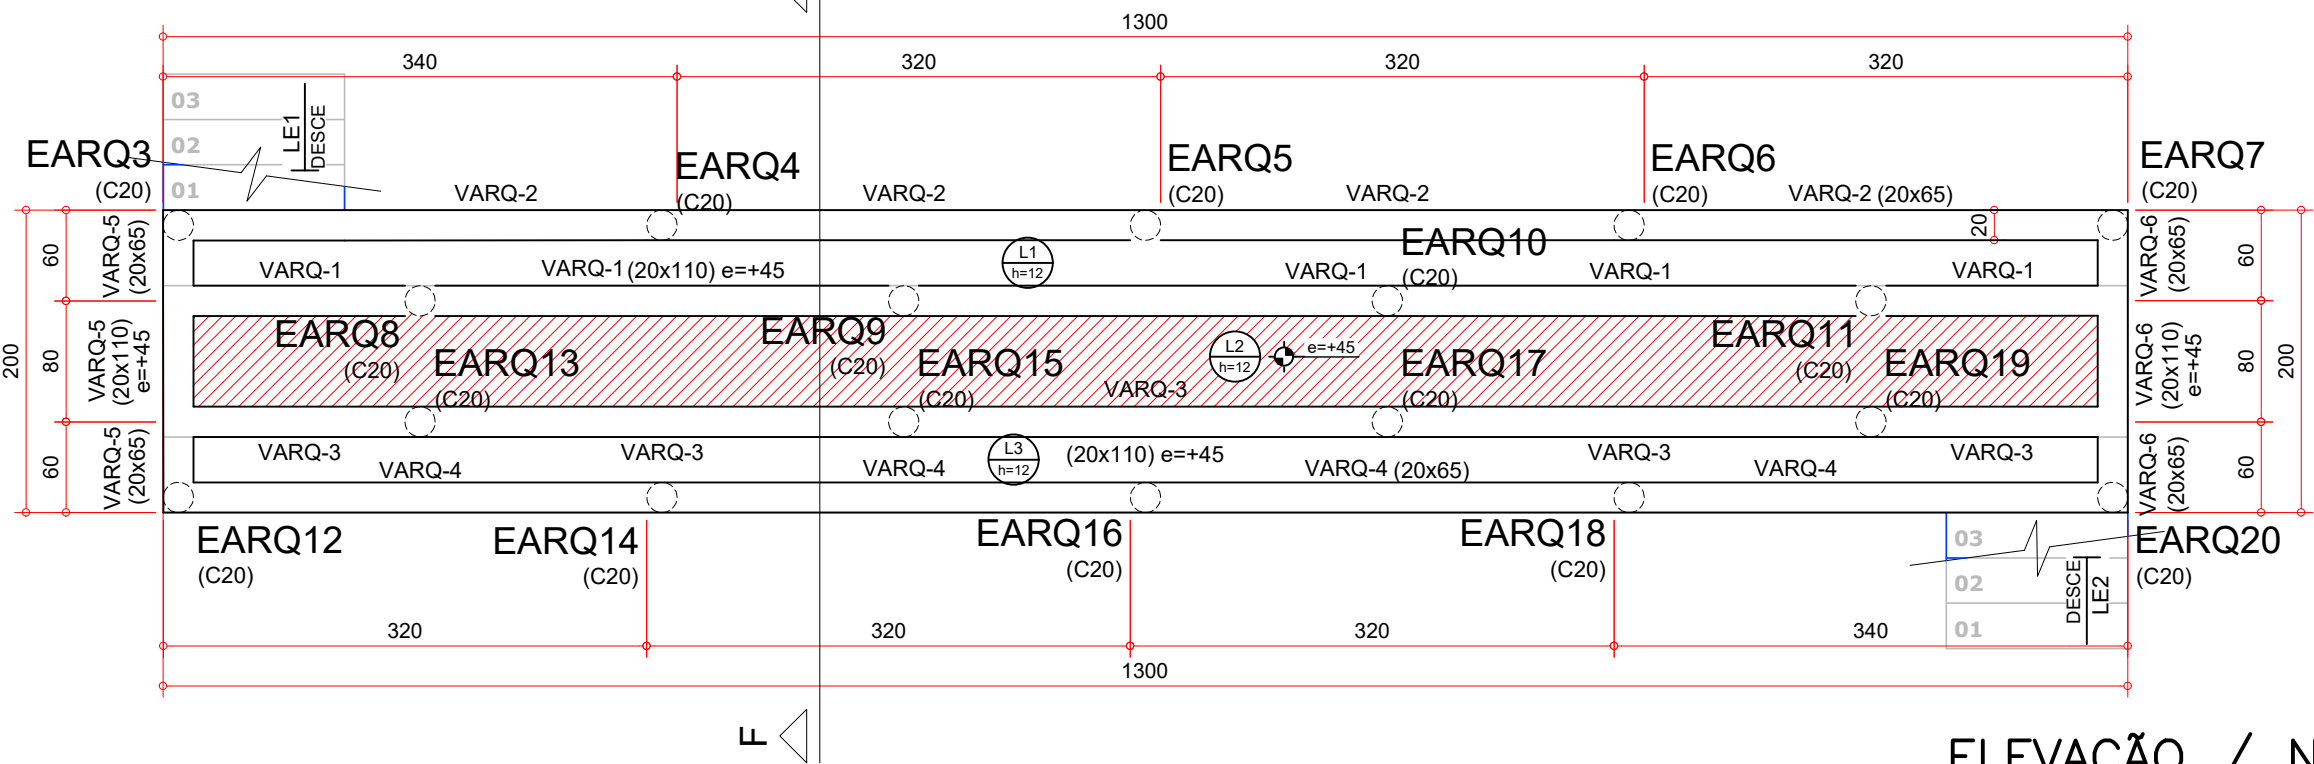 1300
340 320 320 320
03
02
01
LE1
DESCE
EARQ3
(C20)
EARQ4
(C20)
EARQ5
(C20)
EARQ6
(C20)
EARQ7
(C20)
VARQ-2 VARQ-2 VARQ-2 VARQ-2 (20x65)
20
200
60
80
60
VARQ-5
(20x65)
VARQ-5
(20x110)
e=+45
VARQ-5
(20x65)
VARQ-1 VARQ-1 (20x110) e=+45 VARQ-1 VARQ-1 VARQ-1
L1
h=12
EARQ10
(C20)
EARQ8
(C20)
EARQ13
(C20)
EARQ9
(C20)
EARQ15
(C20)
VARQ-3
L2
h=12
e=+45
EARQ17
(C20)
EARQ11
(C20)
EARQ19
(C20)
VARQ-3 VARQ-3 (20x110) e=+45 VARQ-3 VARQ-3
L3
h=12
VARQ-4 VARQ-4 VARQ-4 (20x65) VARQ-4
VARQ-6
(20x65)
VARQ-6
(20x110)
e=+45
VARQ-6
(20x65)
60
80
60
200
EARQ12
(C20)
EARQ14
(C20)
EARQ16
(C20)
EARQ18
(C20)
EARQ20
(C20)
03
02
01
DESCE
LE2
320 320 320 340
1300
F